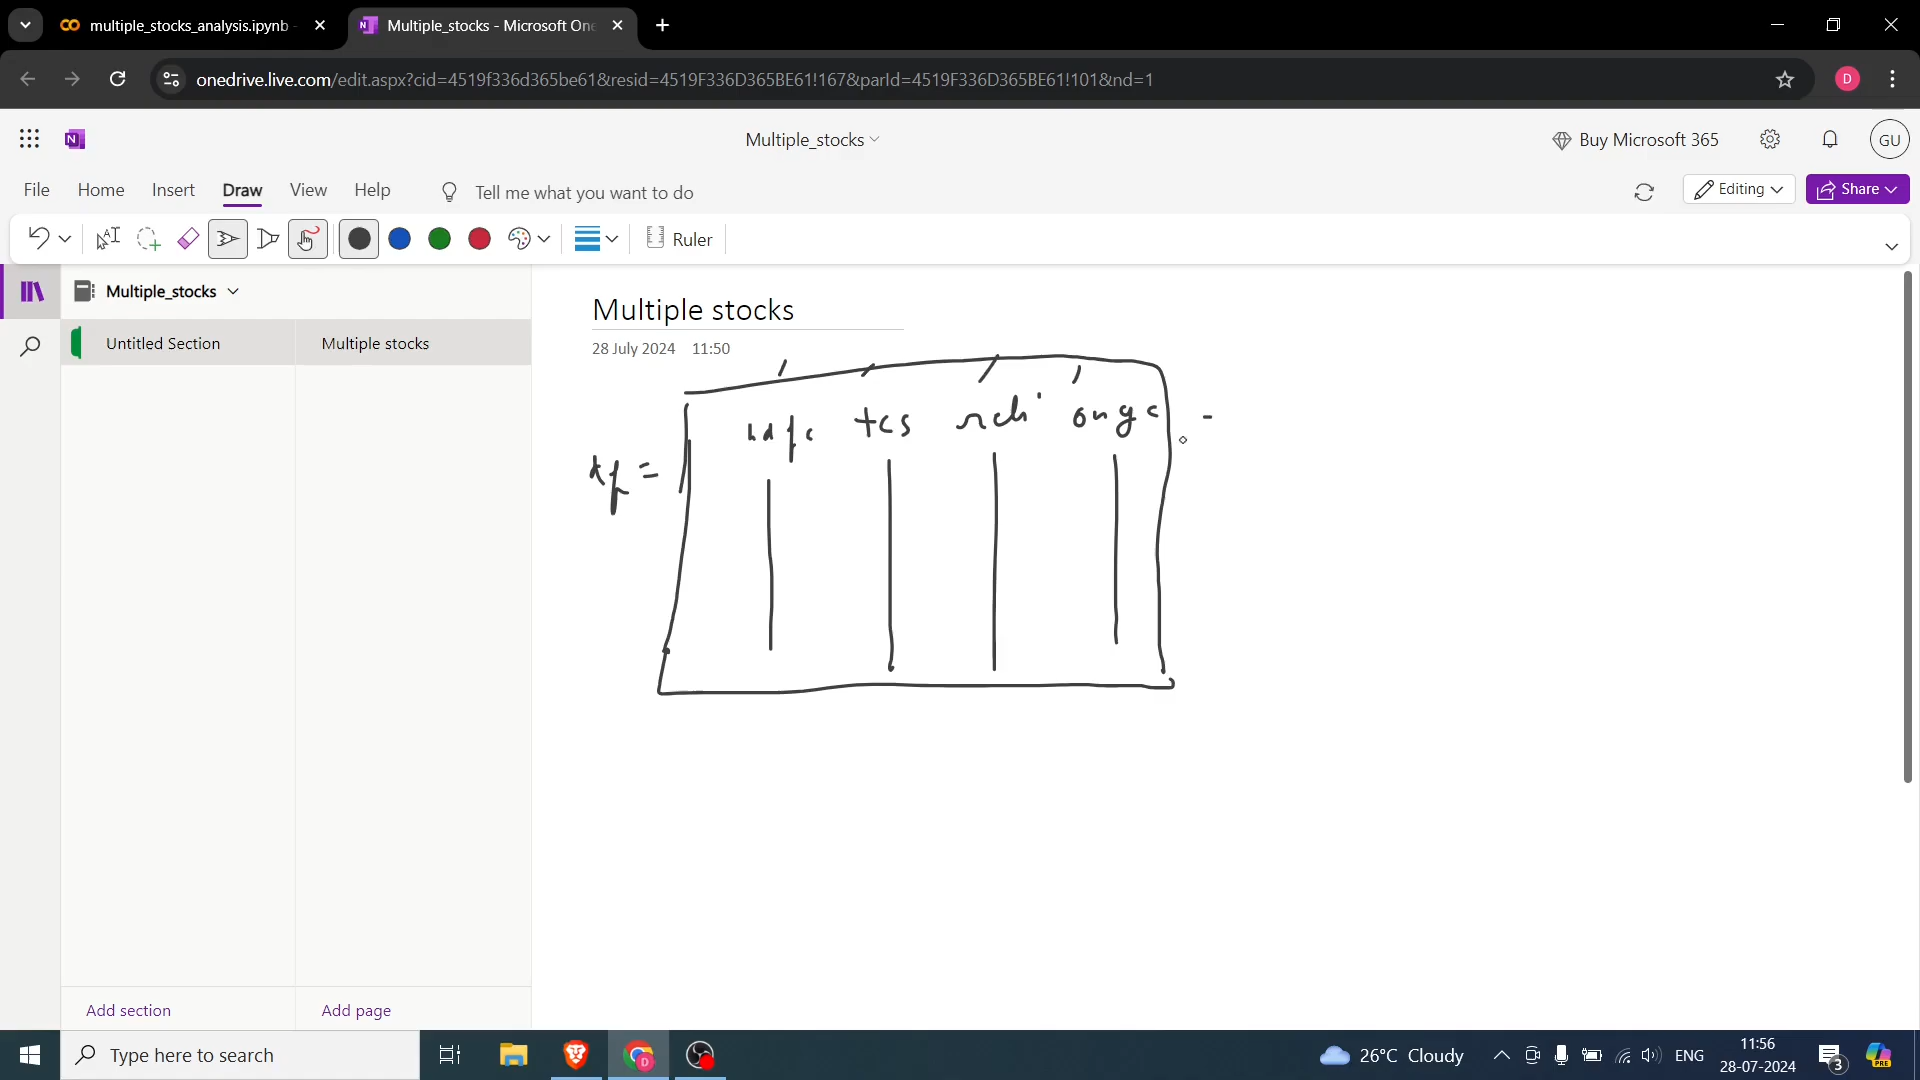 multiple_stocks_analysis.ipynb -
Multiple_stocks - Microsoft One
onedrive.live.com/edit.aspx?cid=4519f336d365be61&resid=4519F336D365BE61!167&parId=4519F336D365BE61!101&nd=1
D
Multiple_stocks
Buy Microsoft 365
GU
File Home Insert Draw View Help Tell me what you want to do
Editing Share
Ruler
Multiple_stocks
Untitled Section
Multiple stocks
Multiple stocks
28 July 2024 11:50
hdfc tcs ongc -
df =
Add section
Add page
Type here to search
26°C Cloudy
ENG
11:56
28-07-2024
3
PRE